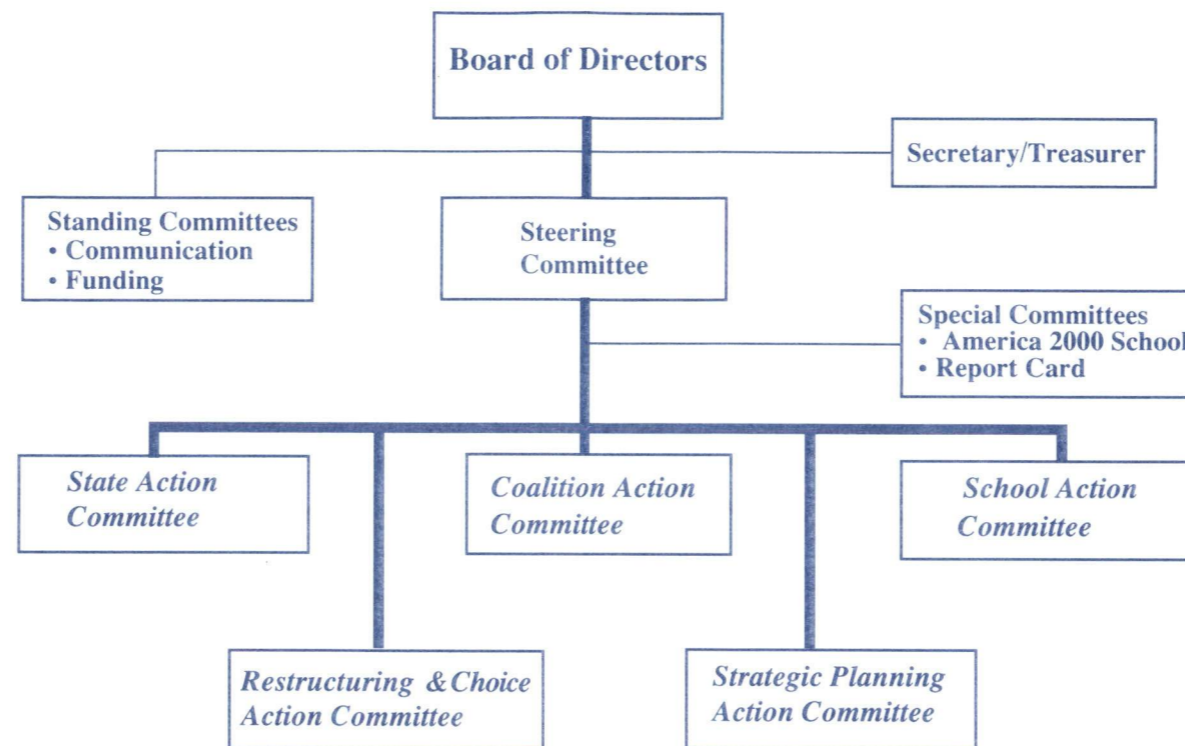 Board of Directors
Secretary/Treasurer
Standing Committees
• Communication
• Funding
Steering
Committee
Special Committees
• America 2000 School
• Report Card
State Action
Committee
Coalition Action
Committee
School Action
Committee
Restructuring & Choice
Action Committee
Strategic Planning
Action Committee